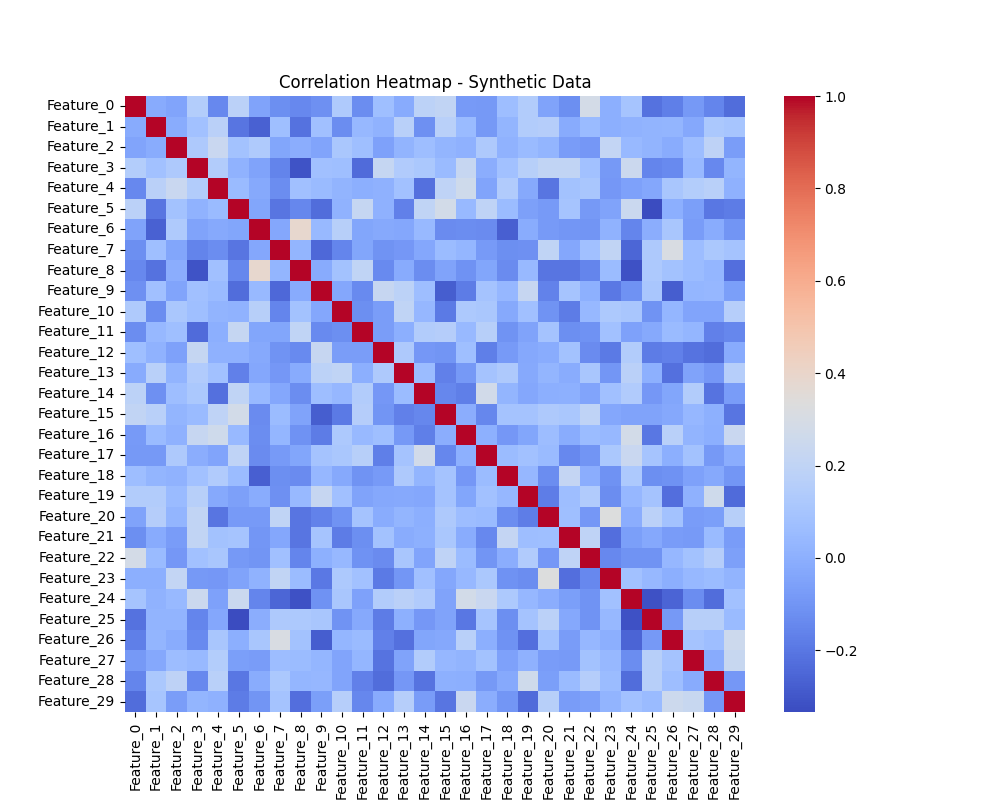 Correlation Heatmap - Synthetic Data
Feature_0
Feature_1
Feature_2
Feature_3
Feature_4
Feature_5
Feature_6
Feature_7
Feature_8
Feature_9
Feature_10
Feature_11
Feature_12
Feature_13
Feature_14
Feature_15
Feature_16
Feature_17
Feature_18
Feature_19
Feature_20
Feature_21
Feature_22
Feature_23
Feature_24
Feature_25
Feature_26
Feature_27
Feature_28
Feature_29
Feature_0
Feature_1
Feature_2
Feature_3
Feature_4
Feature_5
Feature_6
Feature_7
Feature_8
Feature_9
Feature_10
Feature_11
Feature_12
Feature_13
Feature_14
Feature_15
Feature_16
Feature_17
Feature_18
Feature_19
Feature_20
Feature_21
Feature_22
Feature_23
Feature_24
Feature_25
Feature_26
Feature_27
Feature_28
Feature_29
1.0
0.8
0.6
0.4
0.2
0.0
−0.2